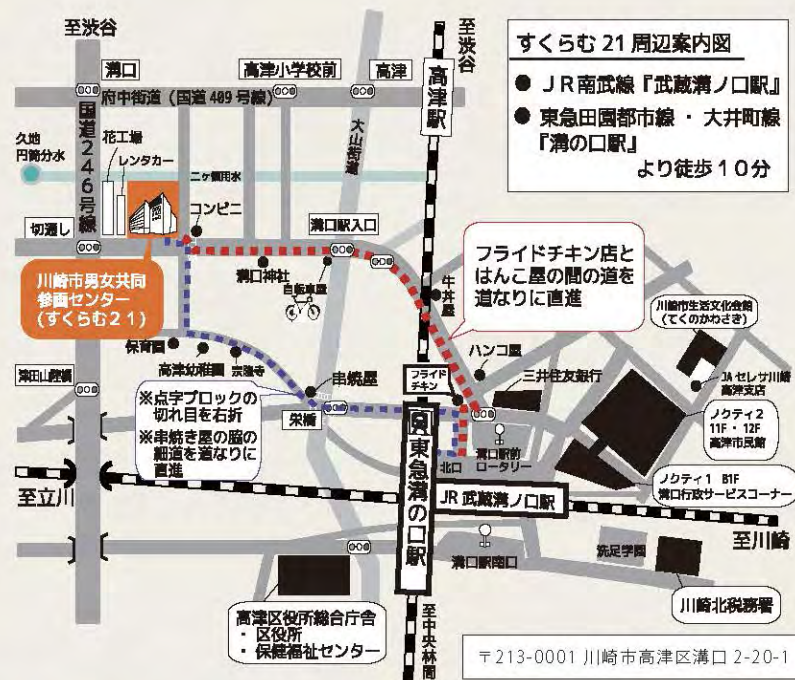 至渋谷
溝口
高津小学校前
高津
至渋谷
府中街道（国道409号線）
国道246号線
高津駅
大山街道
久地
円筒分水
花工場
レンタカー
二ヶ領用水
コンビニ
切通し
溝口駅入口
溝口神社
自転車屋
牛丼屋
川崎市男女共同
参画センター
(すくらむ21)
すくらむ21周辺案内図
● JR南武線『武蔵溝ノ口駅』
● 東急田園都市線・大井町線
『溝の口駅』
より徒歩10分
フライドチキン店と
はんこ屋の間の道を
道なりに直進
川崎市生活文化会館
(てくのかわさき)
保育園
高津幼稚園
宗隆寺
串焼屋
フライド
チキン
ハンコ屋
三井住友銀行
JAセレサ川崎
高津支店
津田山陸橋
※点字ブロックの
切れ目を右折
※串焼き屋の脇の
細道を道なりに
直進
栄橋
北口
溝口駅前
ロータリー
ノクティ2
11F・12F
高津市民館
ノクティ1 B1F
溝口行政サービスコーナー
至立川
東急溝の口駅
JR武蔵溝ノ口駅
至川崎
溝口駅南口
洗足学園
川崎北税務署
高津区役所総合庁舎
・区役所
・保健福祉センター
至中央林間
〒213-0001 川崎市高津区溝口2-20-1